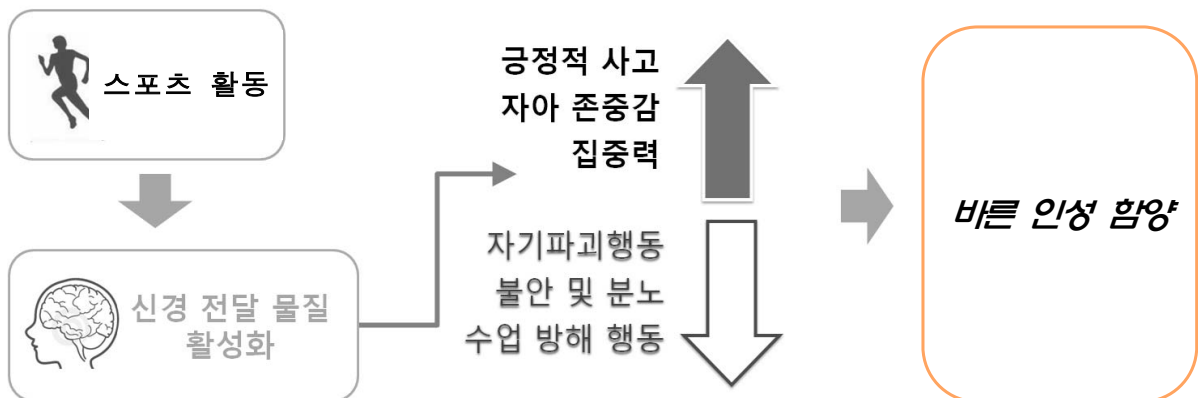 스포츠 활동
신경 전달 물질
활성화
긍정적 사고
자아 존중감
집중력
자기파괴행동
불안 및 분노
수업 방해 행동
바른 인성 함양